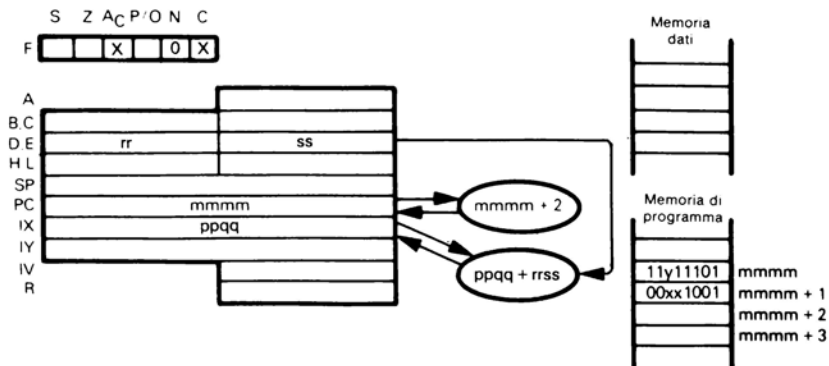 S Z AC P/O N C
F X 0 X
Memoria
dati
A
B.C
D.E rr ss
H L
SP
PC mmmm
mmmm + 2
IX ppqq
IY
ppqq + rrss
IV
R
Memoria di
programma
11y11101 mmmm
00xx1001 mmmm + 1
mmmm + 2
mmmm + 3